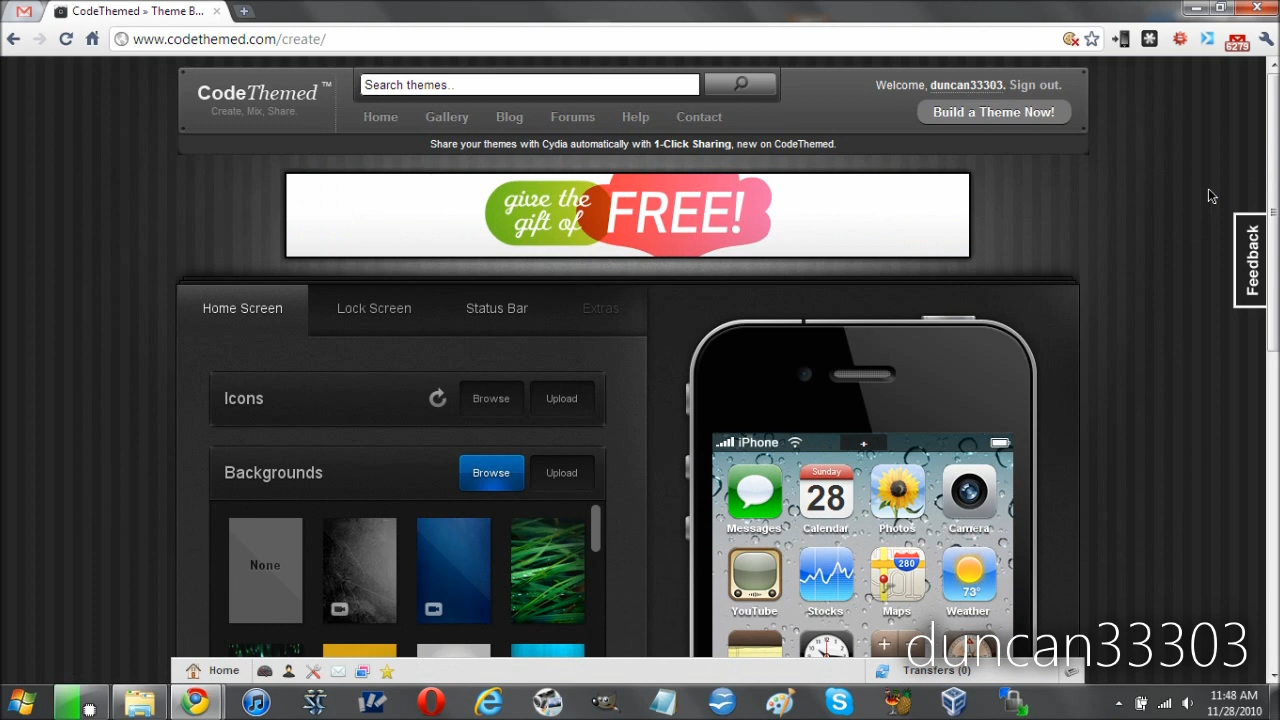 CodeThemed » Theme B...
www.codethemed.com/create/
6279
CodeThemed ™
Create, Mix, Share.
Search themes..
Welcome, duncan33303. Sign out.
Build a Theme Now!
Home Gallery Blog Forums Help Contact
Share your themes with Cydia automatically with 1-Click Sharing, new on CodeThemed.
give the
gift of
FREE!
Feedback
Home Screen Lock Screen Status Bar Extras
Icons Browse Upload
Backgrounds Browse Upload
None
iPhone
Sunday
28
Messages Calendar Photos Camera
280
73°
YouTube Stocks Maps Weather
duncan33303
Home
Transfers (0)
11:48 AM
11/28/2010